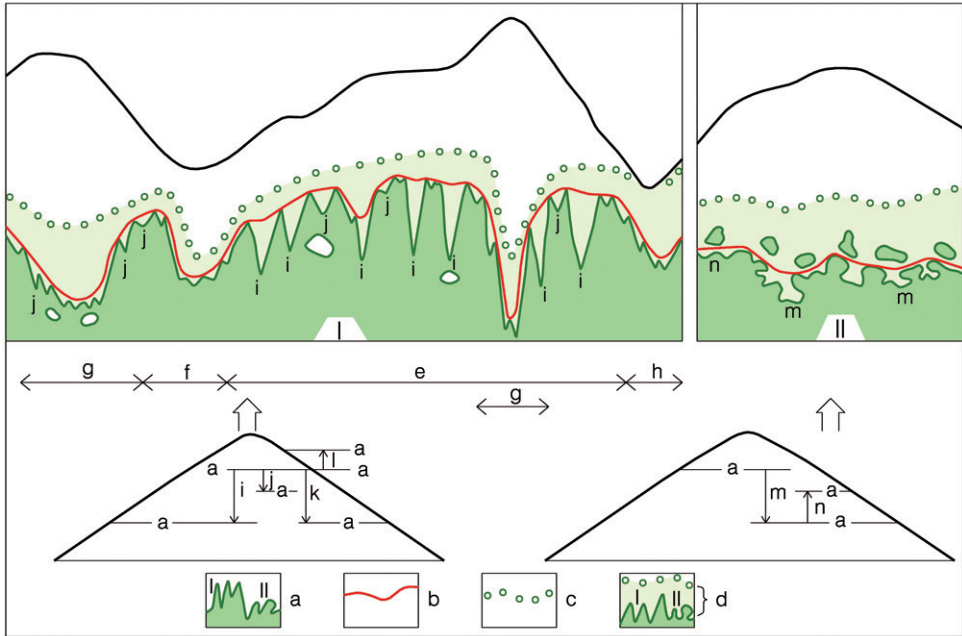 j j i j i j i i j i
n m m
I II
g f e h
g
l a
a a
i j a k
a a
a
m a
n a
I II a b c I II d